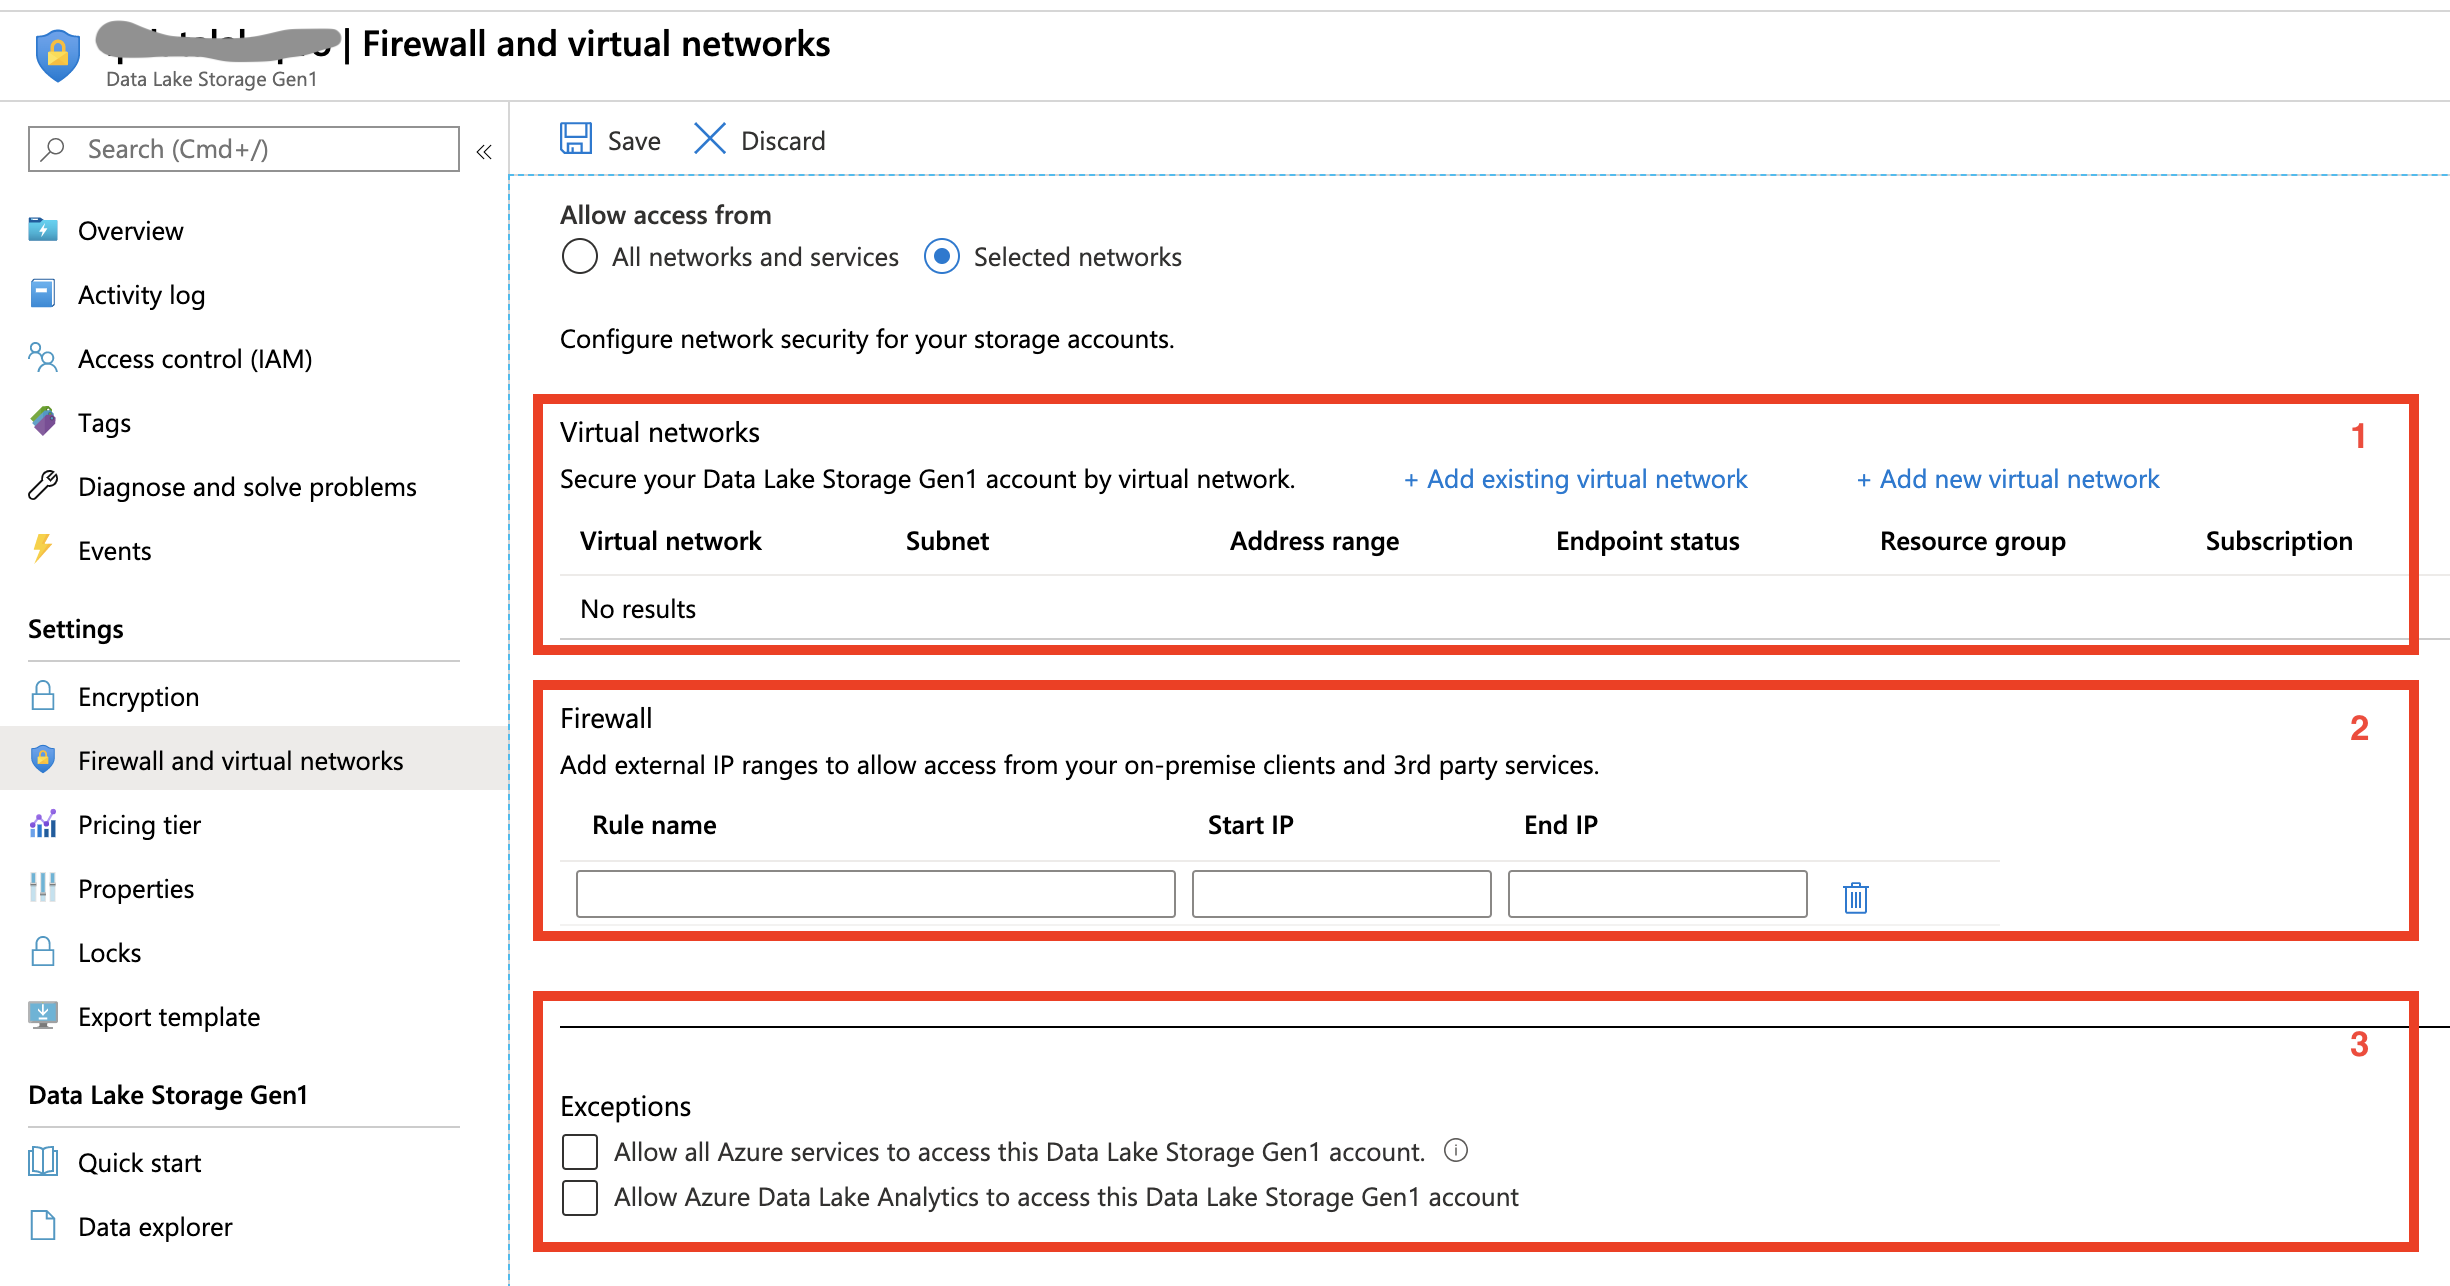 | Firewall and virtual networks
Data Lake Storage Gen1
Search (Cmd+/)
«
Save
Discard
Overview
Activity log
Access control (IAM)
Tags
Diagnose and solve problems
Events
Settings
Encryption
Firewall and virtual networks
Pricing tier
Properties
Locks
Export template
Data Lake Storage Gen1
Quick start
Data explorer
Allow access from
All networks and services
Selected networks
Configure network security for your storage accounts.
Virtual networks
1
Secure your Data Lake Storage Gen1 account by virtual network.
+ Add existing virtual network
+ Add new virtual network
Virtual network Subnet Address range Endpoint status Resource group Subscription
No results
Firewall
2
Add external IP ranges to allow access from your on-premise clients and 3rd party services.
Rule name Start IP End IP
3
Exceptions
Allow all Azure services to access this Data Lake Storage Gen1 account.
Allow Azure Data Lake Analytics to access this Data Lake Storage Gen1 account